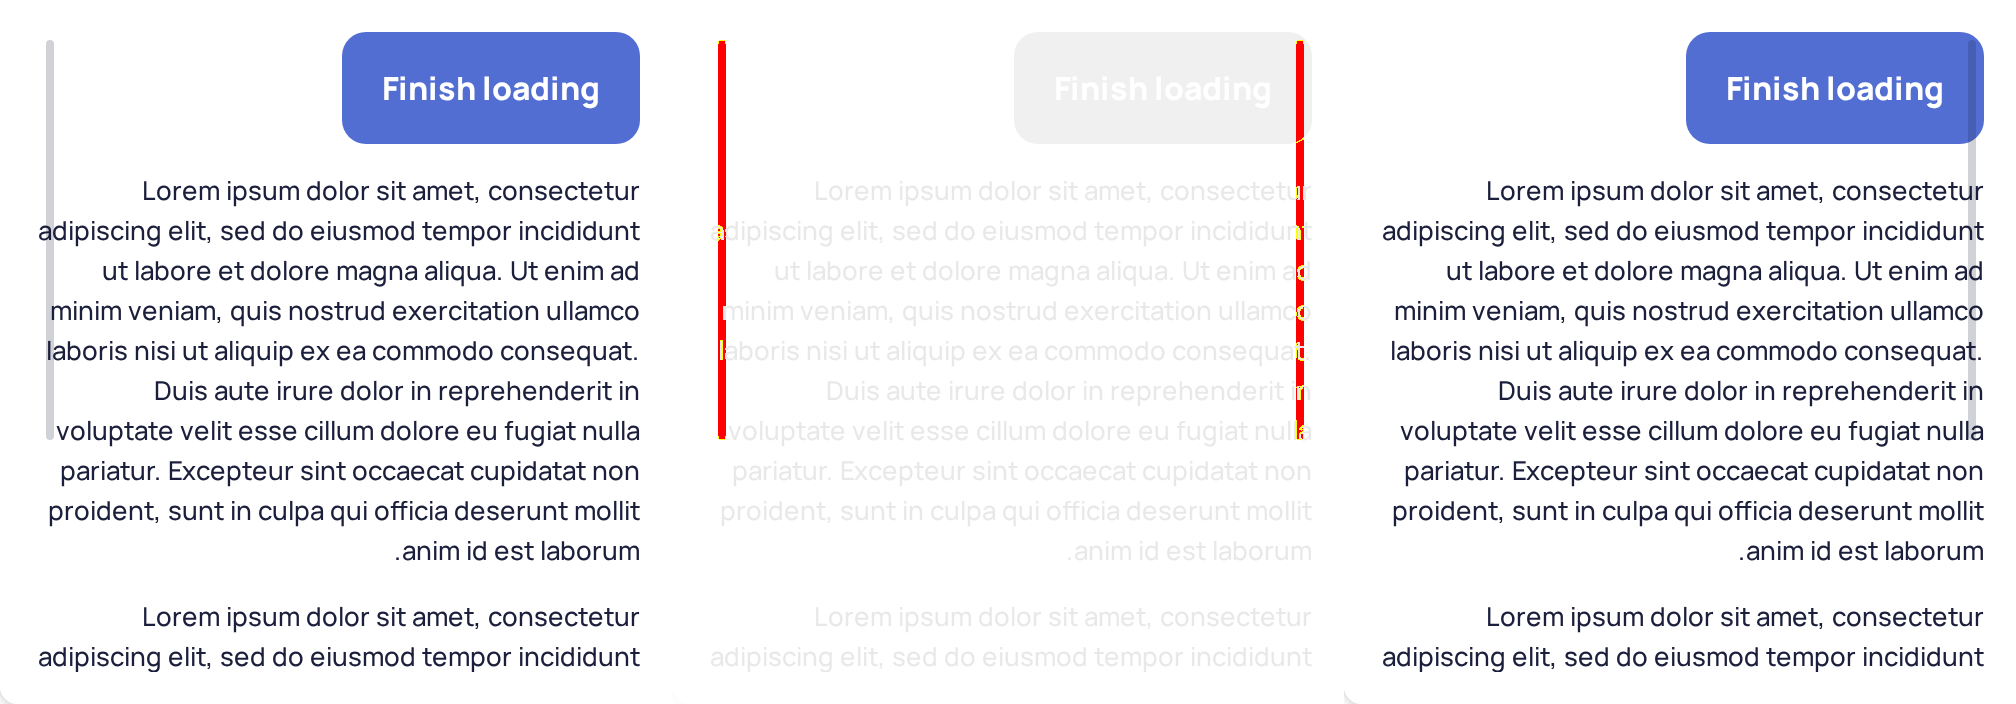 Finish loading
Lorem ipsum dolor sit amet, consectetur
adipiscing elit, sed do eiusmod tempor incididunt
ut labore et dolore magna aliqua. Ut enim ad
minim veniam, quis nostrud exercitation ullamco
laboris nisi ut aliquip ex ea commodo consequat.
Duis aute irure dolor in reprehenderit in
voluptate velit esse cillum dolore eu fugiat nulla
pariatur. Excepteur sint occaecat cupidatat non
proident, sunt in culpa qui officia deserunt mollit
.anim id est laborum
Lorem ipsum dolor sit amet, consectetur
adipiscing elit, sed do eiusmod tempor incididunt
Finish loading
Lorem ipsum dolor sit amet, consectetur
adipiscing elit, sed do eiusmod tempor incididunt
ut labore et dolore magna aliqua. Ut enim ad
minim veniam, quis nostrud exercitation ullamco
laboris nisi ut aliquip ex ea commodo consequat.
Duis aute irure dolor in reprehenderit in
voluptate velit esse cillum dolore eu fugiat nulla
pariatur. Excepteur sint occaecat cupidatat non
proident, sunt in culpa qui officia deserunt mollit
.anim id est laborum
Lorem ipsum dolor sit amet, consectetur
adipiscing elit, sed do eiusmod tempor incididunt
Finish loading
Lorem ipsum dolor sit amet, consectetur
adipiscing elit, sed do eiusmod tempor incididunt
ut labore et dolore magna aliqua. Ut enim ad
minim veniam, quis nostrud exercitation ullamco
laboris nisi ut aliquip ex ea commodo consequat.
Duis aute irure dolor in reprehenderit in
voluptate velit esse cillum dolore eu fugiat nulla
pariatur. Excepteur sint occaecat cupidatat non
proident, sunt in culpa qui officia deserunt mollit
.anim id est laborum
Lorem ipsum dolor sit amet, consectetur
adipiscing elit, sed do eiusmod tempor incididunt